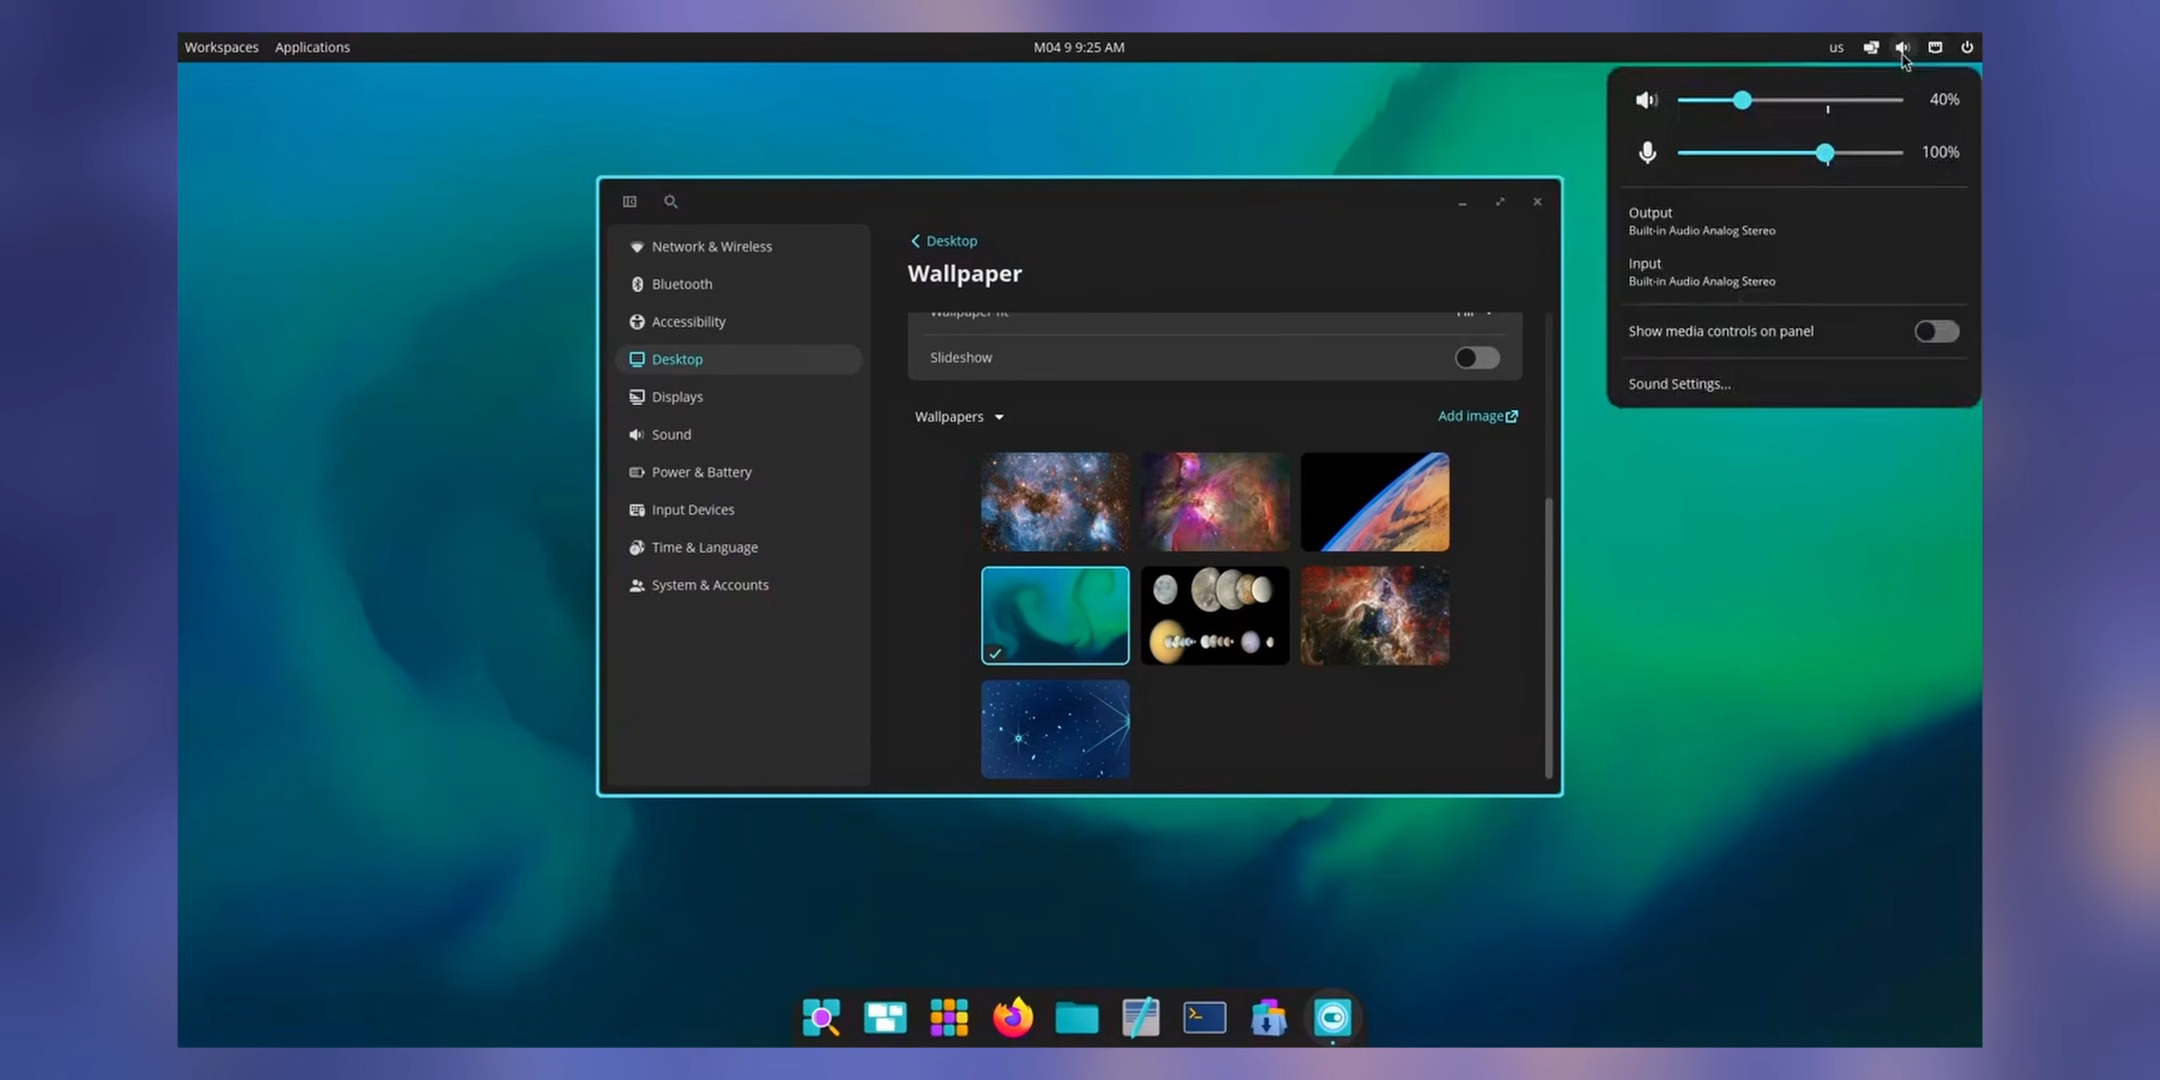 Workspaces Applications M04 9 9:25 AM us
40%
100%
Output
Built-in Audio Analog Stereo
Input
Built-in Audio Analog Stereo
Show media controls on panel
Sound Settings...
Network & Wireless
Bluetooth
Accessibility
Desktop
Displays
Sound
Power & Battery
Input Devices
Time & Language
System & Accounts
Desktop
Wallpaper
Slideshow
Wallpapers Add image